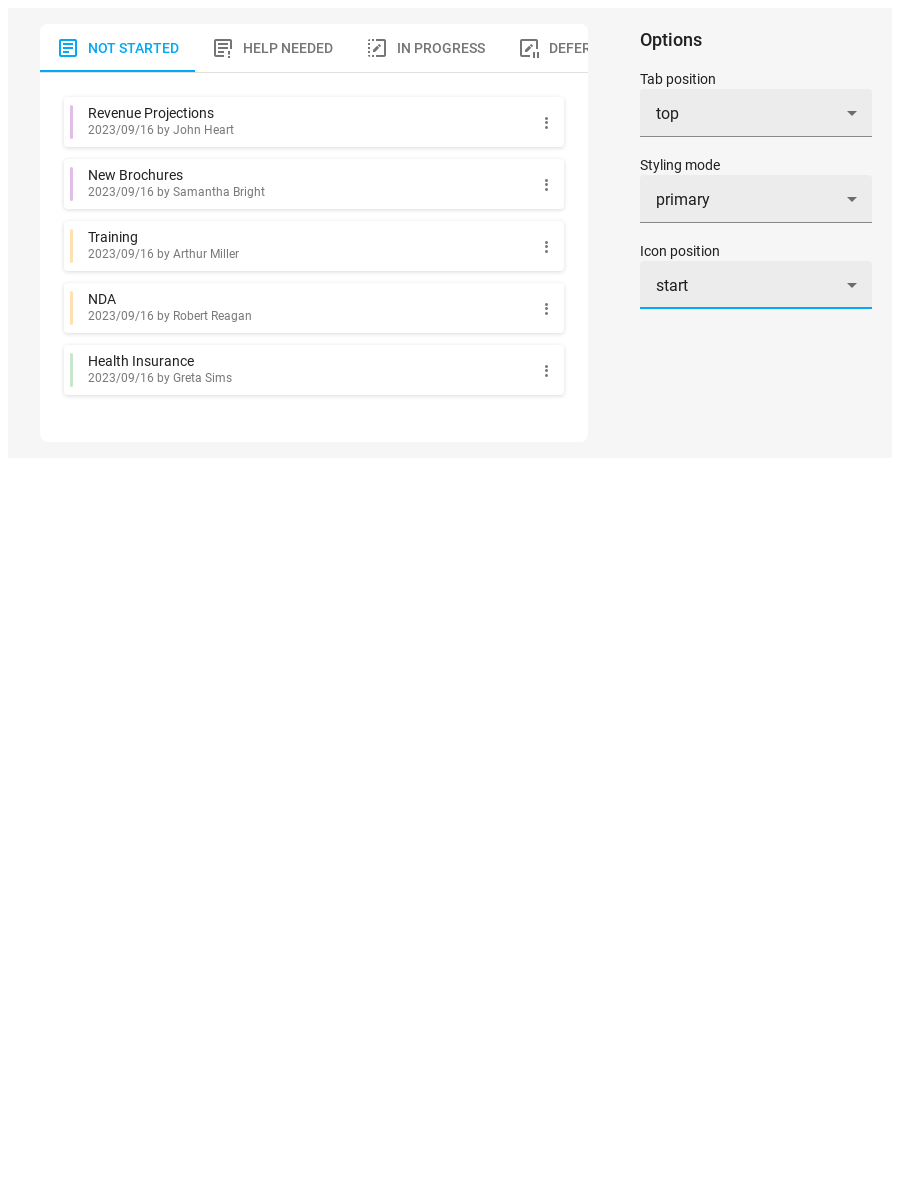 NOT STARTED
HELP NEEDED
IN PROGRESS
DEFER
Revenue Projections
2023/09/16 by John Heart
New Brochures
2023/09/16 by Samantha Bright
Training
2023/09/16 by Arthur Miller
NDA
2023/09/16 by Robert Reagan
Health Insurance
2023/09/16 by Greta Sims
Options
Tab position
top
Styling mode
primary
Icon position
start